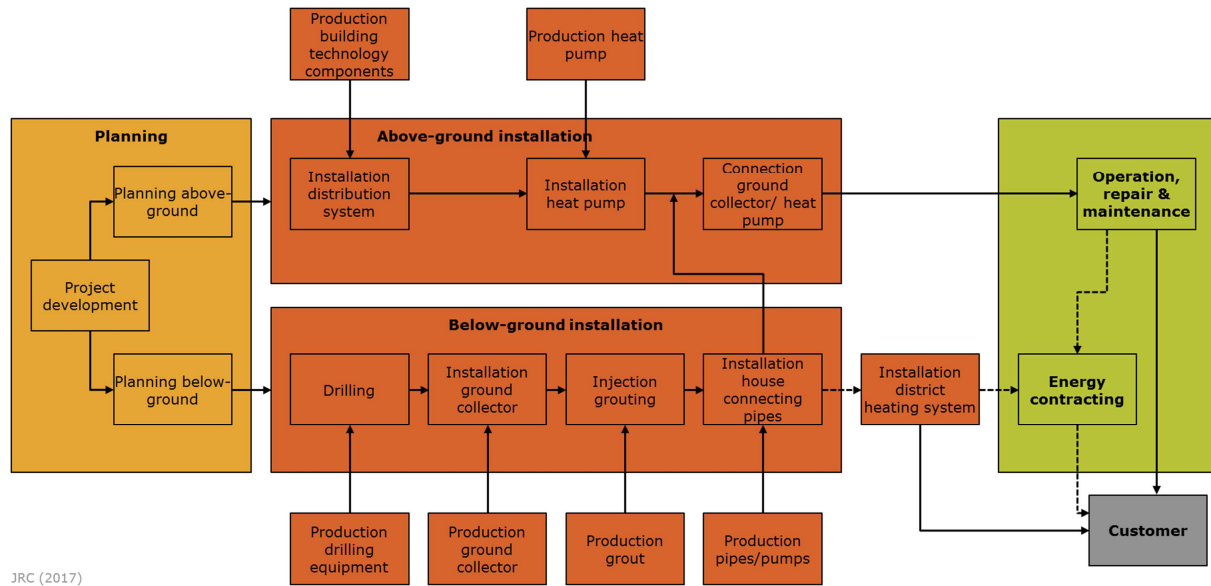 Production
building
technology
components
Production heat
pump
Planning
Above-ground installation
Planning above-
ground
Installation
distribution
system
Installation
heat pump
Connection
ground
collector/ heat
pump
Operation,
repair &
maintenance
Project
development
Below-ground installation
Planning below-
ground
Drilling
Installation
ground
collector
Injection
grouting
Installation
house
connecting
pipes
Installation
district
heating system
Energy
contracting
Production
drilling
equipment
Production
ground
collector
Production
grout
Production
pipes/pumps
Customer
JRC (2017)